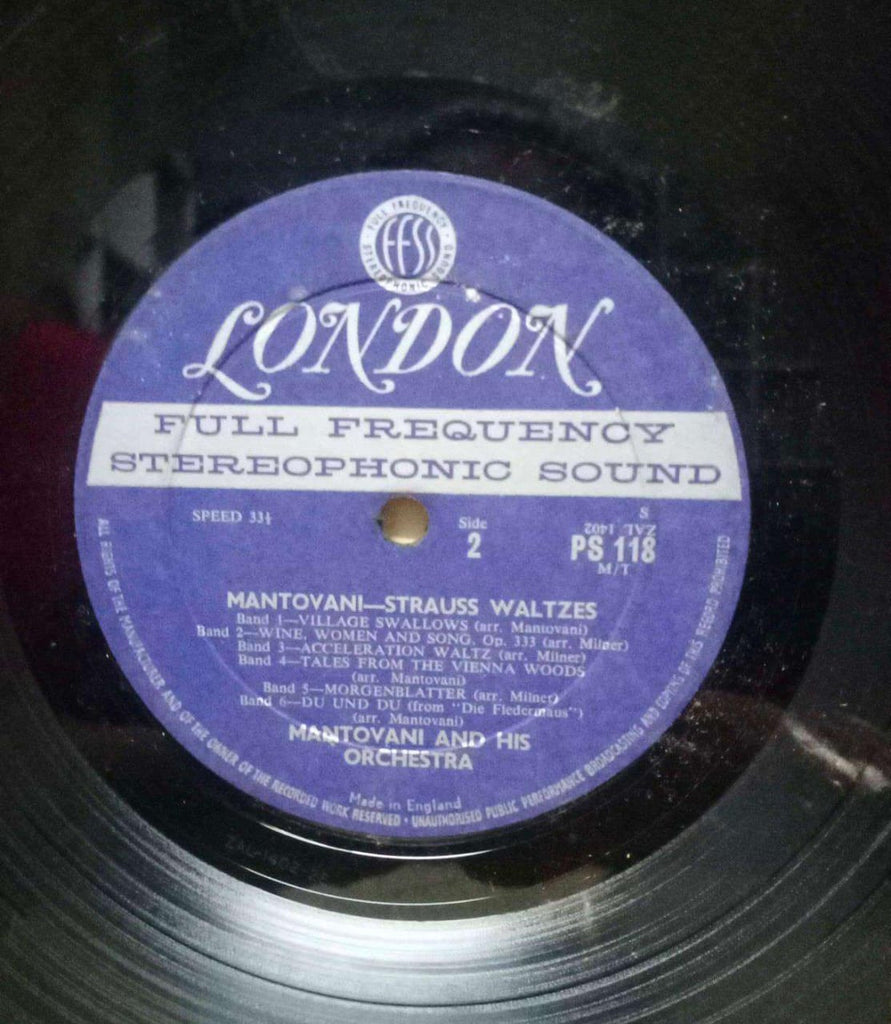 FULL FREQUENCY
FFSS
STEREOPHONIC SOUND
LONDON
FULL FREQUENCY
STEREOPHONIC SOUND
SPEED 33⅓
Side
2
S
ZAL 1402
PS 118
M/T
MANTOVANI—STRAUSS WALTZES
Band 1—VILLAGE SWALLOWS (arr. Mantovani)
Band 2—WINE, WOMEN AND SONG, Op. 333 (arr. Milner)
Band 3—ACCELERATION WALTZ (arr. Milner)
Band 4—TALES FROM THE VIENNA WOODS
(arr. Mantovani)
Band 5—MORGENBLATTER (arr. Milner)
Band 6—DU UND DU (from "Die Fledermaus")
(arr. Mantovani)
MANTOVANI AND HIS
ORCHESTRA
Made in England
ALL RIGHTS OF THE MANUFACTURER AND OF THE OWNER OF THE RECORDED WORK RESERVED · UNAUTHORISED PUBLIC PERFORMANCE BROADCASTING AND COPYING OF THIS RECORD PROHIBITED